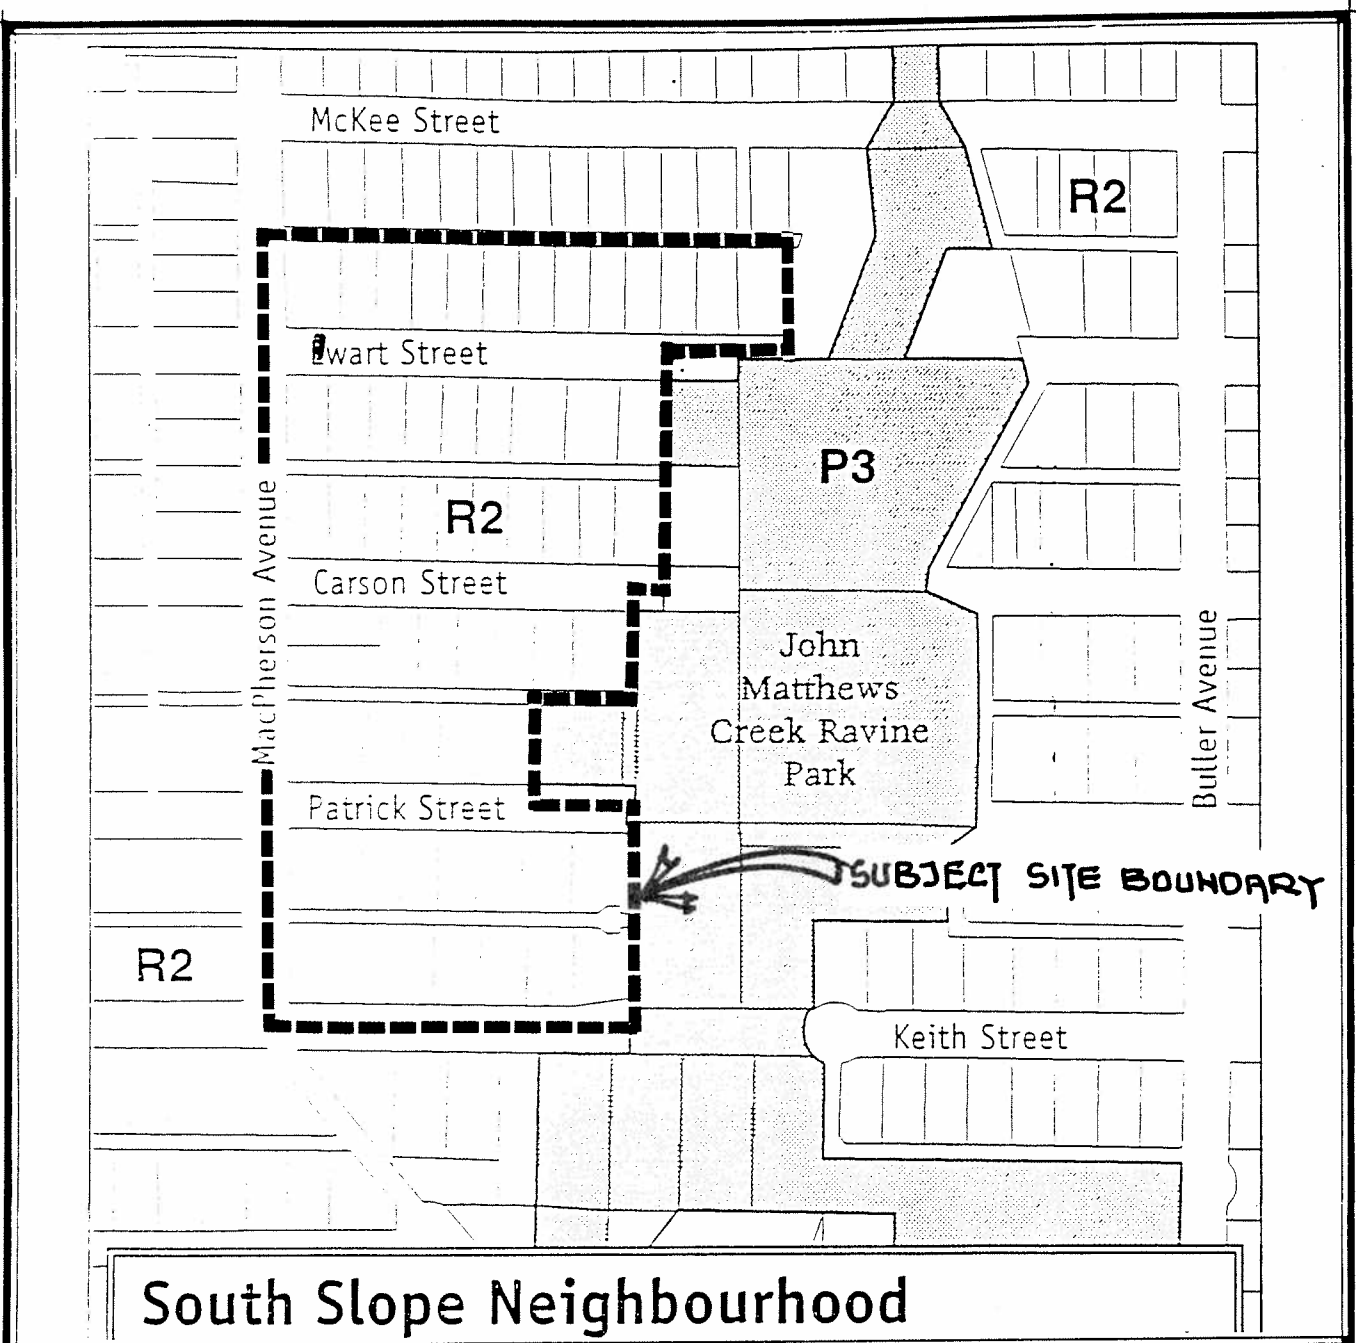 McKee Street
R2
Ewart Street
P3
R2
MacPherson Avenue
Carson Street
John
Matthews
Creek Ravine
Park
Buller Avenue
Patrick Street
SUBJECT SITE BOUNDARY
R2
Keith Street
South Slope Neighbourhood